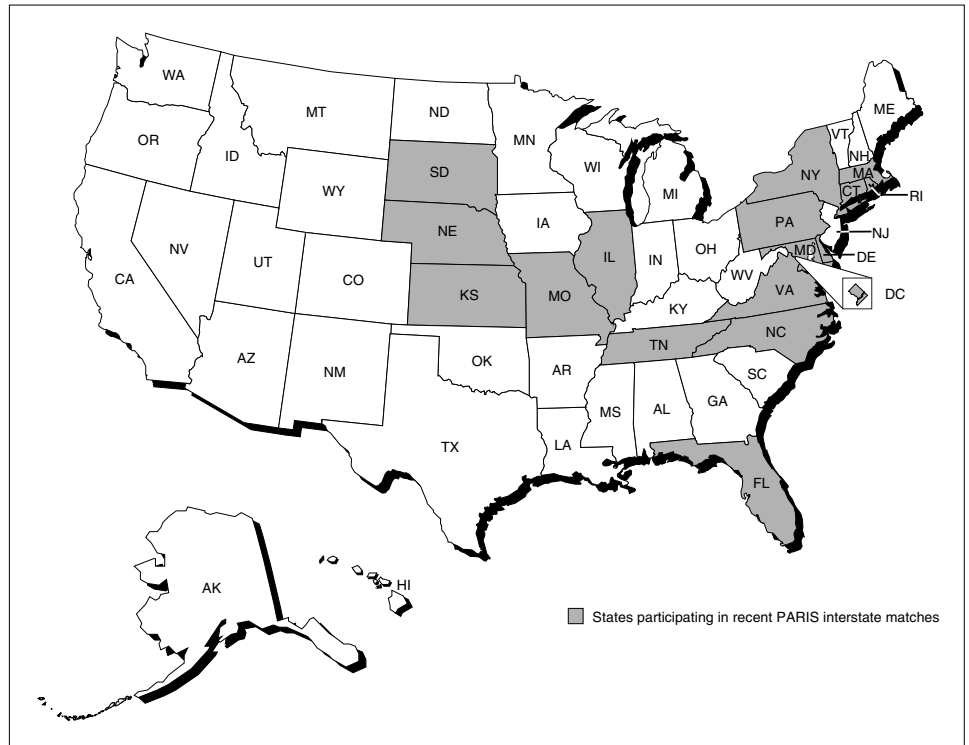 WA
MT
ND
MN
ME
VT
NH
OR
ID
SD
WI
MI
NY
MA
CT
RI
WY
NE
IA
PA
NJ
NV
UT
CO
IL
IN
OH
MD
DE
CA
KS
MO
WV
VA
DC
KY
AZ
NM
OK
AR
TN
NC
SC
TX
LA
MS
AL
GA
FL
AK
HI
States participating in recent PARIS interstate matches